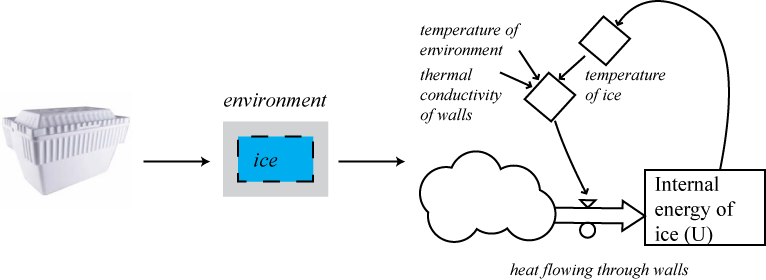 environment
ice
temperature of
environment
thermal
conductivity
of walls
temperature
of ice
Internal
energy of
ice (U)
heat flowing through walls